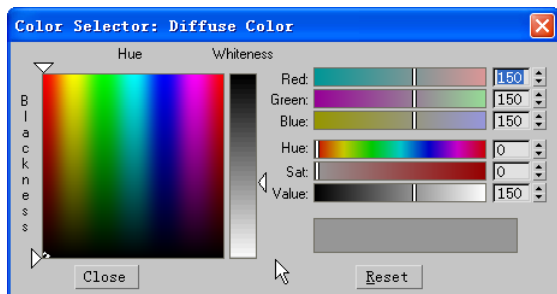 Color Selector: Diffuse Color
Hue
Whiteness
Blackness
Red: 150
Green: 150
Blue: 150
Hue: 0
Sat: 0
Value: 150
Close
Reset